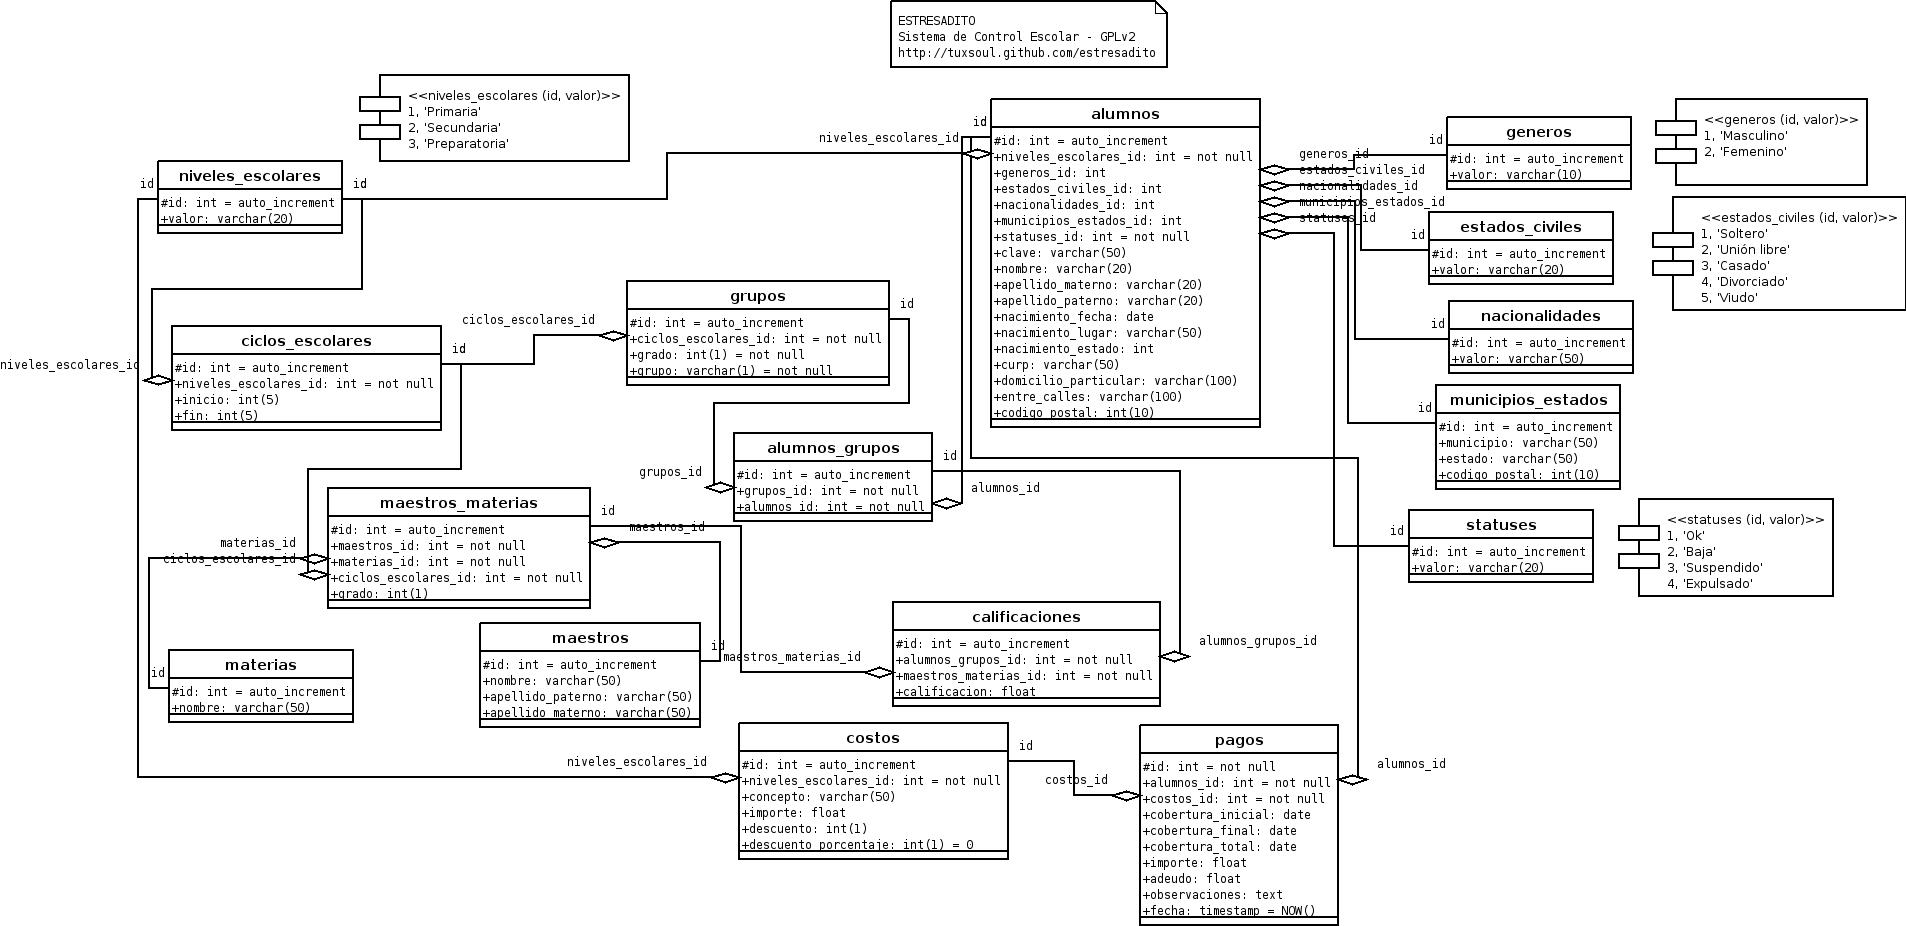 ESTRESADITO
Sistema de Control Escolar - GPLv2
http://tuxsoul.github.com/estresadito
<<niveles_escolares (id, valor)>>
1, 'Primaria'
2, 'Secundaria'
3, 'Preparatoria'
niveles_escolares
#id: int = auto_increment
+valor: varchar(20)
id
id
niveles_escolares_id
id
alumnos
#id: int = auto_increment
+niveles_escolares_id: int = not null
+generos_id: int
+estados_civiles_id: int
+nacionalidades_id: int
+municipios_estados_id: int
+statuses_id: int = not null
+clave: varchar(50)
+nombre: varchar(20)
+apellido_materno: varchar(20)
+apellido_paterno: varchar(20)
+nacimiento_fecha: date
+nacimiento_lugar: varchar(50)
+nacimiento_estado: int
+curp: varchar(50)
+domicilio_particular: varchar(100)
+entre_calles: varchar(100)
+codigo_postal: int(10)
generos_id
estados_civiles_id
nacionalidades_id
municipios_estados_id
statuses_id
id
generos
#id: int = auto_increment
+valor: varchar(10)
<<generos (id, valor)>>
1, 'Masculino'
2, 'Femenino'
id
estados_civiles
#id: int = auto_increment
+valor: varchar(20)
<<estados_civiles (id, valor)>>
1, 'Soltero'
2, 'Unión libre'
3, 'Casado'
4, 'Divorciado'
5, 'Viudo'
id
nacionalidades
#id: int = auto_increment
+valor: varchar(50)
id
municipios_estados
#id: int = auto_increment
+municipio: varchar(50)
+estado: varchar(50)
+codigo_postal: int(10)
id
statuses
#id: int = auto_increment
+valor: varchar(20)
<<statuses (id, valor)>>
1, 'Ok'
2, 'Baja'
3, 'Suspendido'
4, 'Expulsado'
niveles_escolares_id
ciclos_escolares
#id: int = auto_increment
+niveles_escolares_id: int = not null
+inicio: int(5)
+fin: int(5)
id
ciclos_escolares_id
grupos
#id: int = auto_increment
+ciclos_escolares_id: int = not null
+grado: int(1) = not null
+grupo: varchar(1) = not null
id
grupos_id
alumnos_grupos
#id: int = auto_increment
+grupos_id: int = not null
+alumnos_id: int = not null
id
alumnos_id
materias_id
ciclos_escolares_id
maestros_materias
#id: int = auto_increment
+maestros_id: int = not null
+materias_id: int = not null
+ciclos_escolares_id: int = not null
+grado: int(1)
id
maestros_id
id
materias
#id: int = auto_increment
+nombre: varchar(50)
maestros
#id: int = auto_increment
+nombre: varchar(50)
+apellido_paterno: varchar(50)
+apellido_materno: varchar(50)
id
maestros_materias_id
calificaciones
#id: int = auto_increment
+alumnos_grupos_id: int = not null
+maestros_materias_id: int = not null
+calificacion: float
alumnos_grupos_id
niveles_escolares_id
costos
#id: int = auto_increment
+niveles_escolares_id: int = not null
+concepto: varchar(50)
+importe: float
+descuento: int(1)
+descuento_porcentaje: int(1) = 0
id
costos_id
pagos
#id: int = not null
+alumnos_id: int = not null
+costos_id: int = not null
+cobertura_inicial: date
+cobertura_final: date
+cobertura_total: date
+importe: float
+adeudo: float
+observaciones: text
+fecha: timestamp = NOW()
alumnos_id